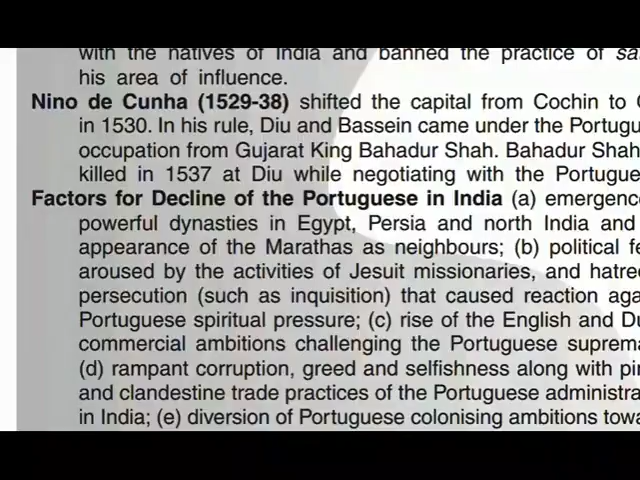 with the natives of India and banned the practice of
his area of influence.
Nino de Cunha (1529-38) shifted the capital from Cochin to
in 1530. In his rule, Diu and Bassein came under the Portugu
occupation from Gujarat King Bahadur Shah. Bahadur Shah
killed in 1537 at Diu while negotiating with the Portugue
Factors for Decline of the Portuguese in India (a) emergenc
powerful dynasties in Egypt, Persia and north India and
appearance of the Marathas as neighbours; (b) political fe
aroused by the activities of Jesuit missionaries, and hatred
persecution (such as inquisition) that caused reaction aga
Portuguese spiritual pressure; (c) rise of the English and Du
commercial ambitions challenging the Portuguese suprema
(d) rampant corruption, greed and selfishness along with pir
and clandestine trade practices of the Portuguese administra
in India; (e) diversion of Portuguese colonising ambitions towa